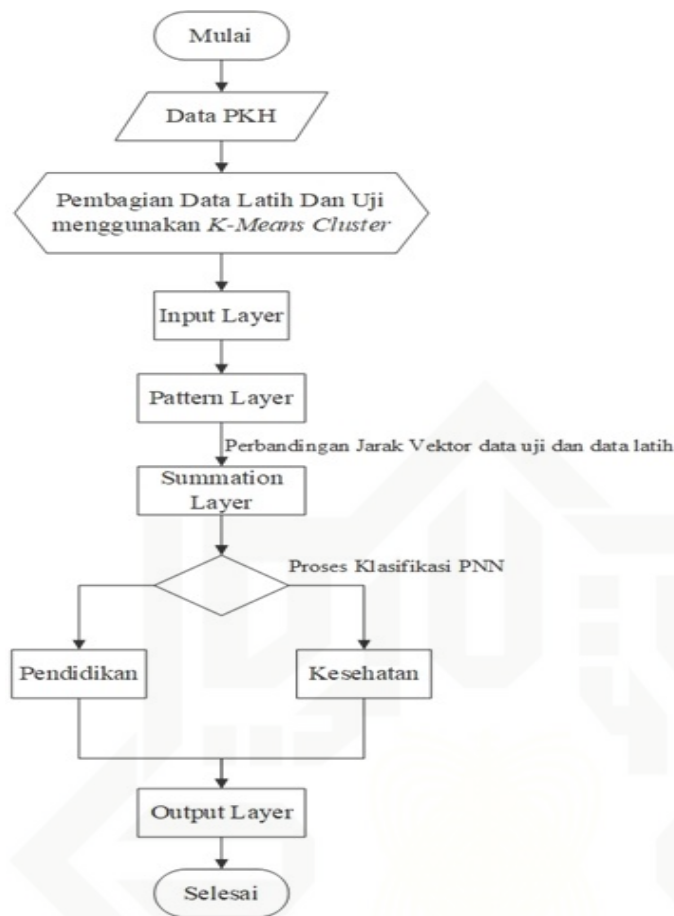 Mulai
Data PKH
Pembagian Data Latih Dan Uji
menggunakan K-Means Cluster
Input Layer
Pattern Layer
Perbandingan Jarak Vektor data uji dan data latih
Summation
Layer
Proses Klasifikasi PNN
Pendidikan
Kesehatan
Output Layer
Selesai